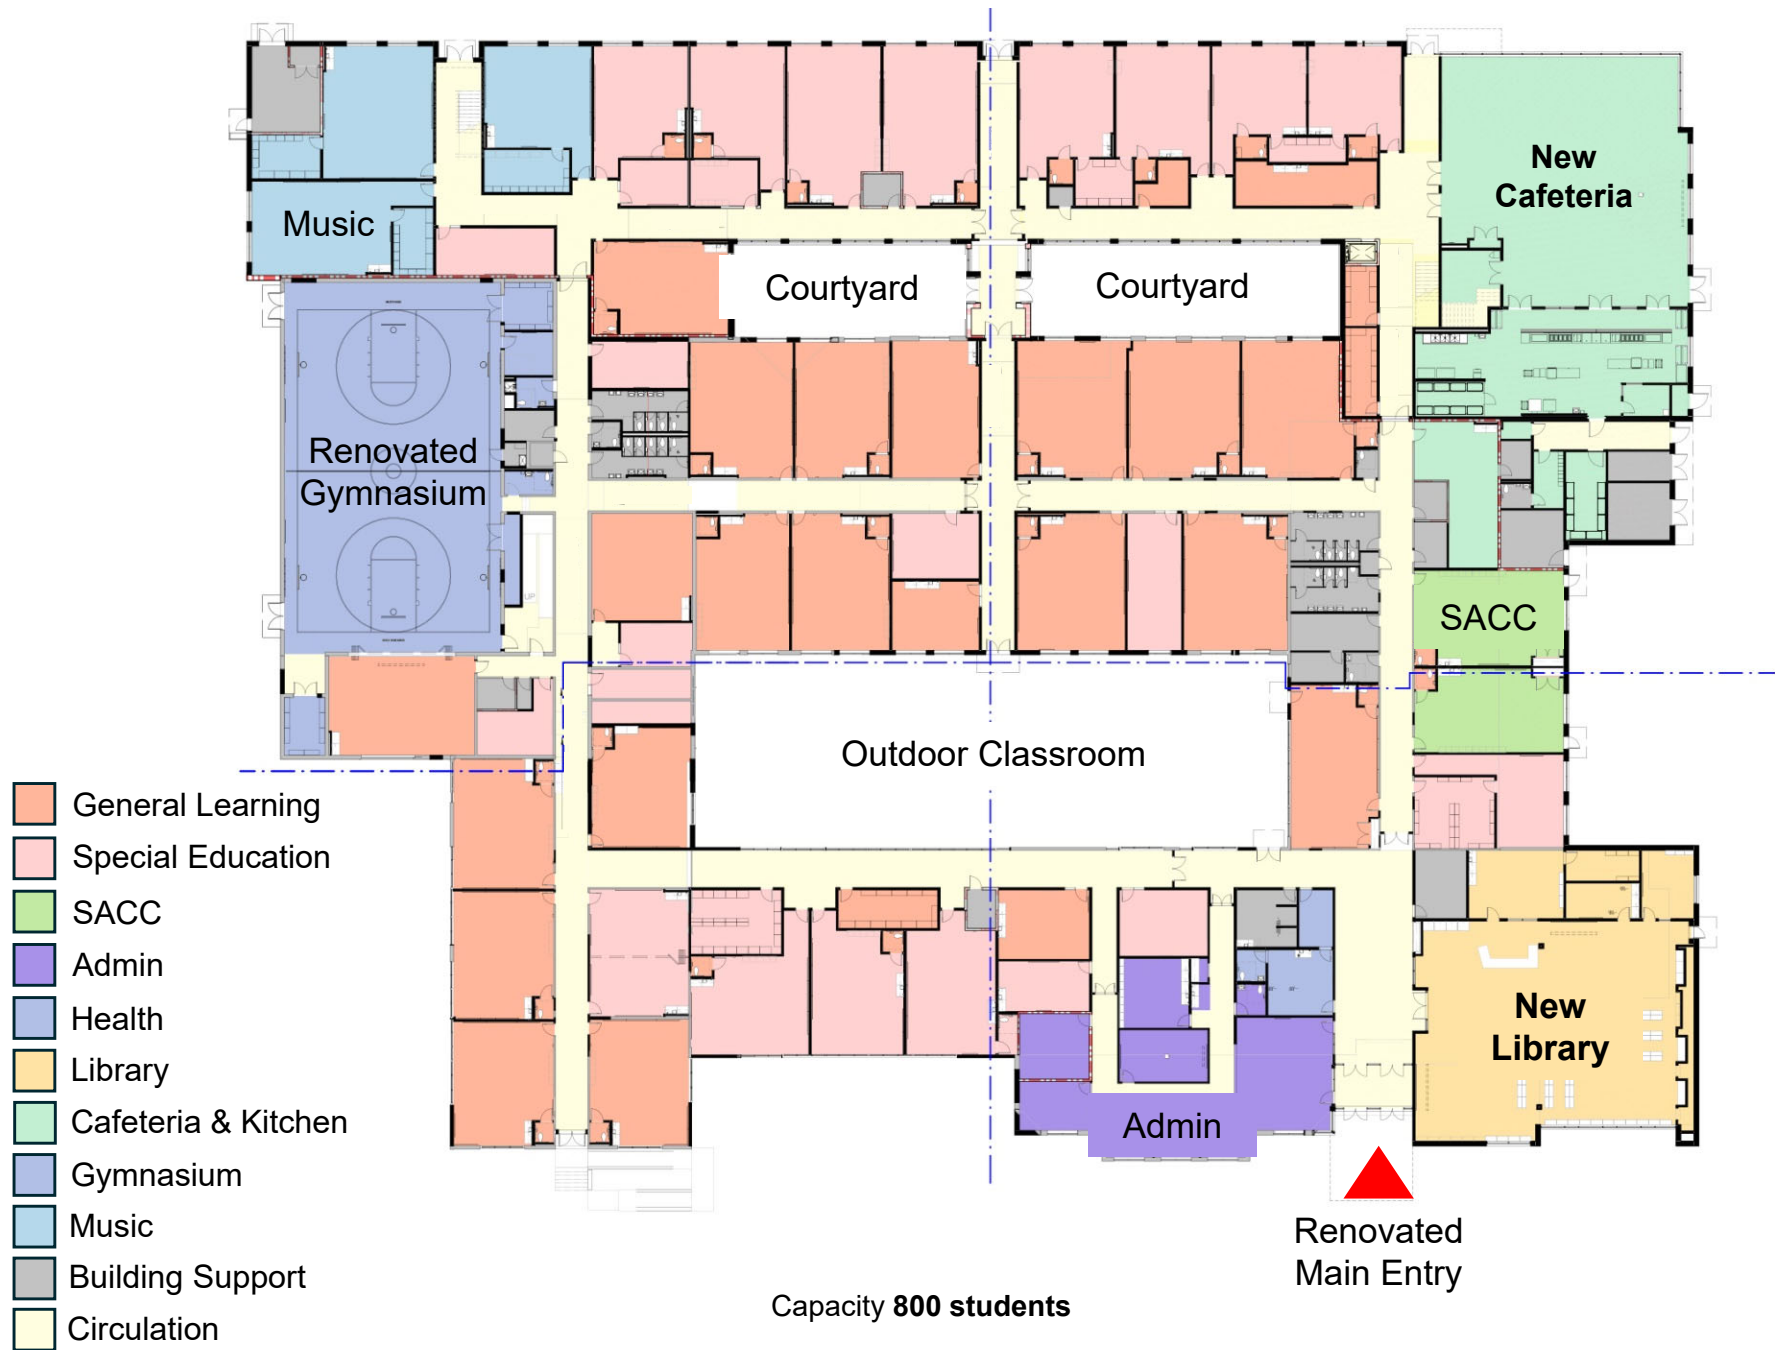 New
Cafeteria
Music
Courtyard
Courtyard
Renovated
Gymnasium
UP
SACC
Outdoor Classroom
General Learning
Special Education
SACC
Admin
Health
Library
Cafeteria & Kitchen
Gymnasium
Music
Building Support
Circulation
New
Library
Admin
Renovated
Main Entry
Capacity 800 students